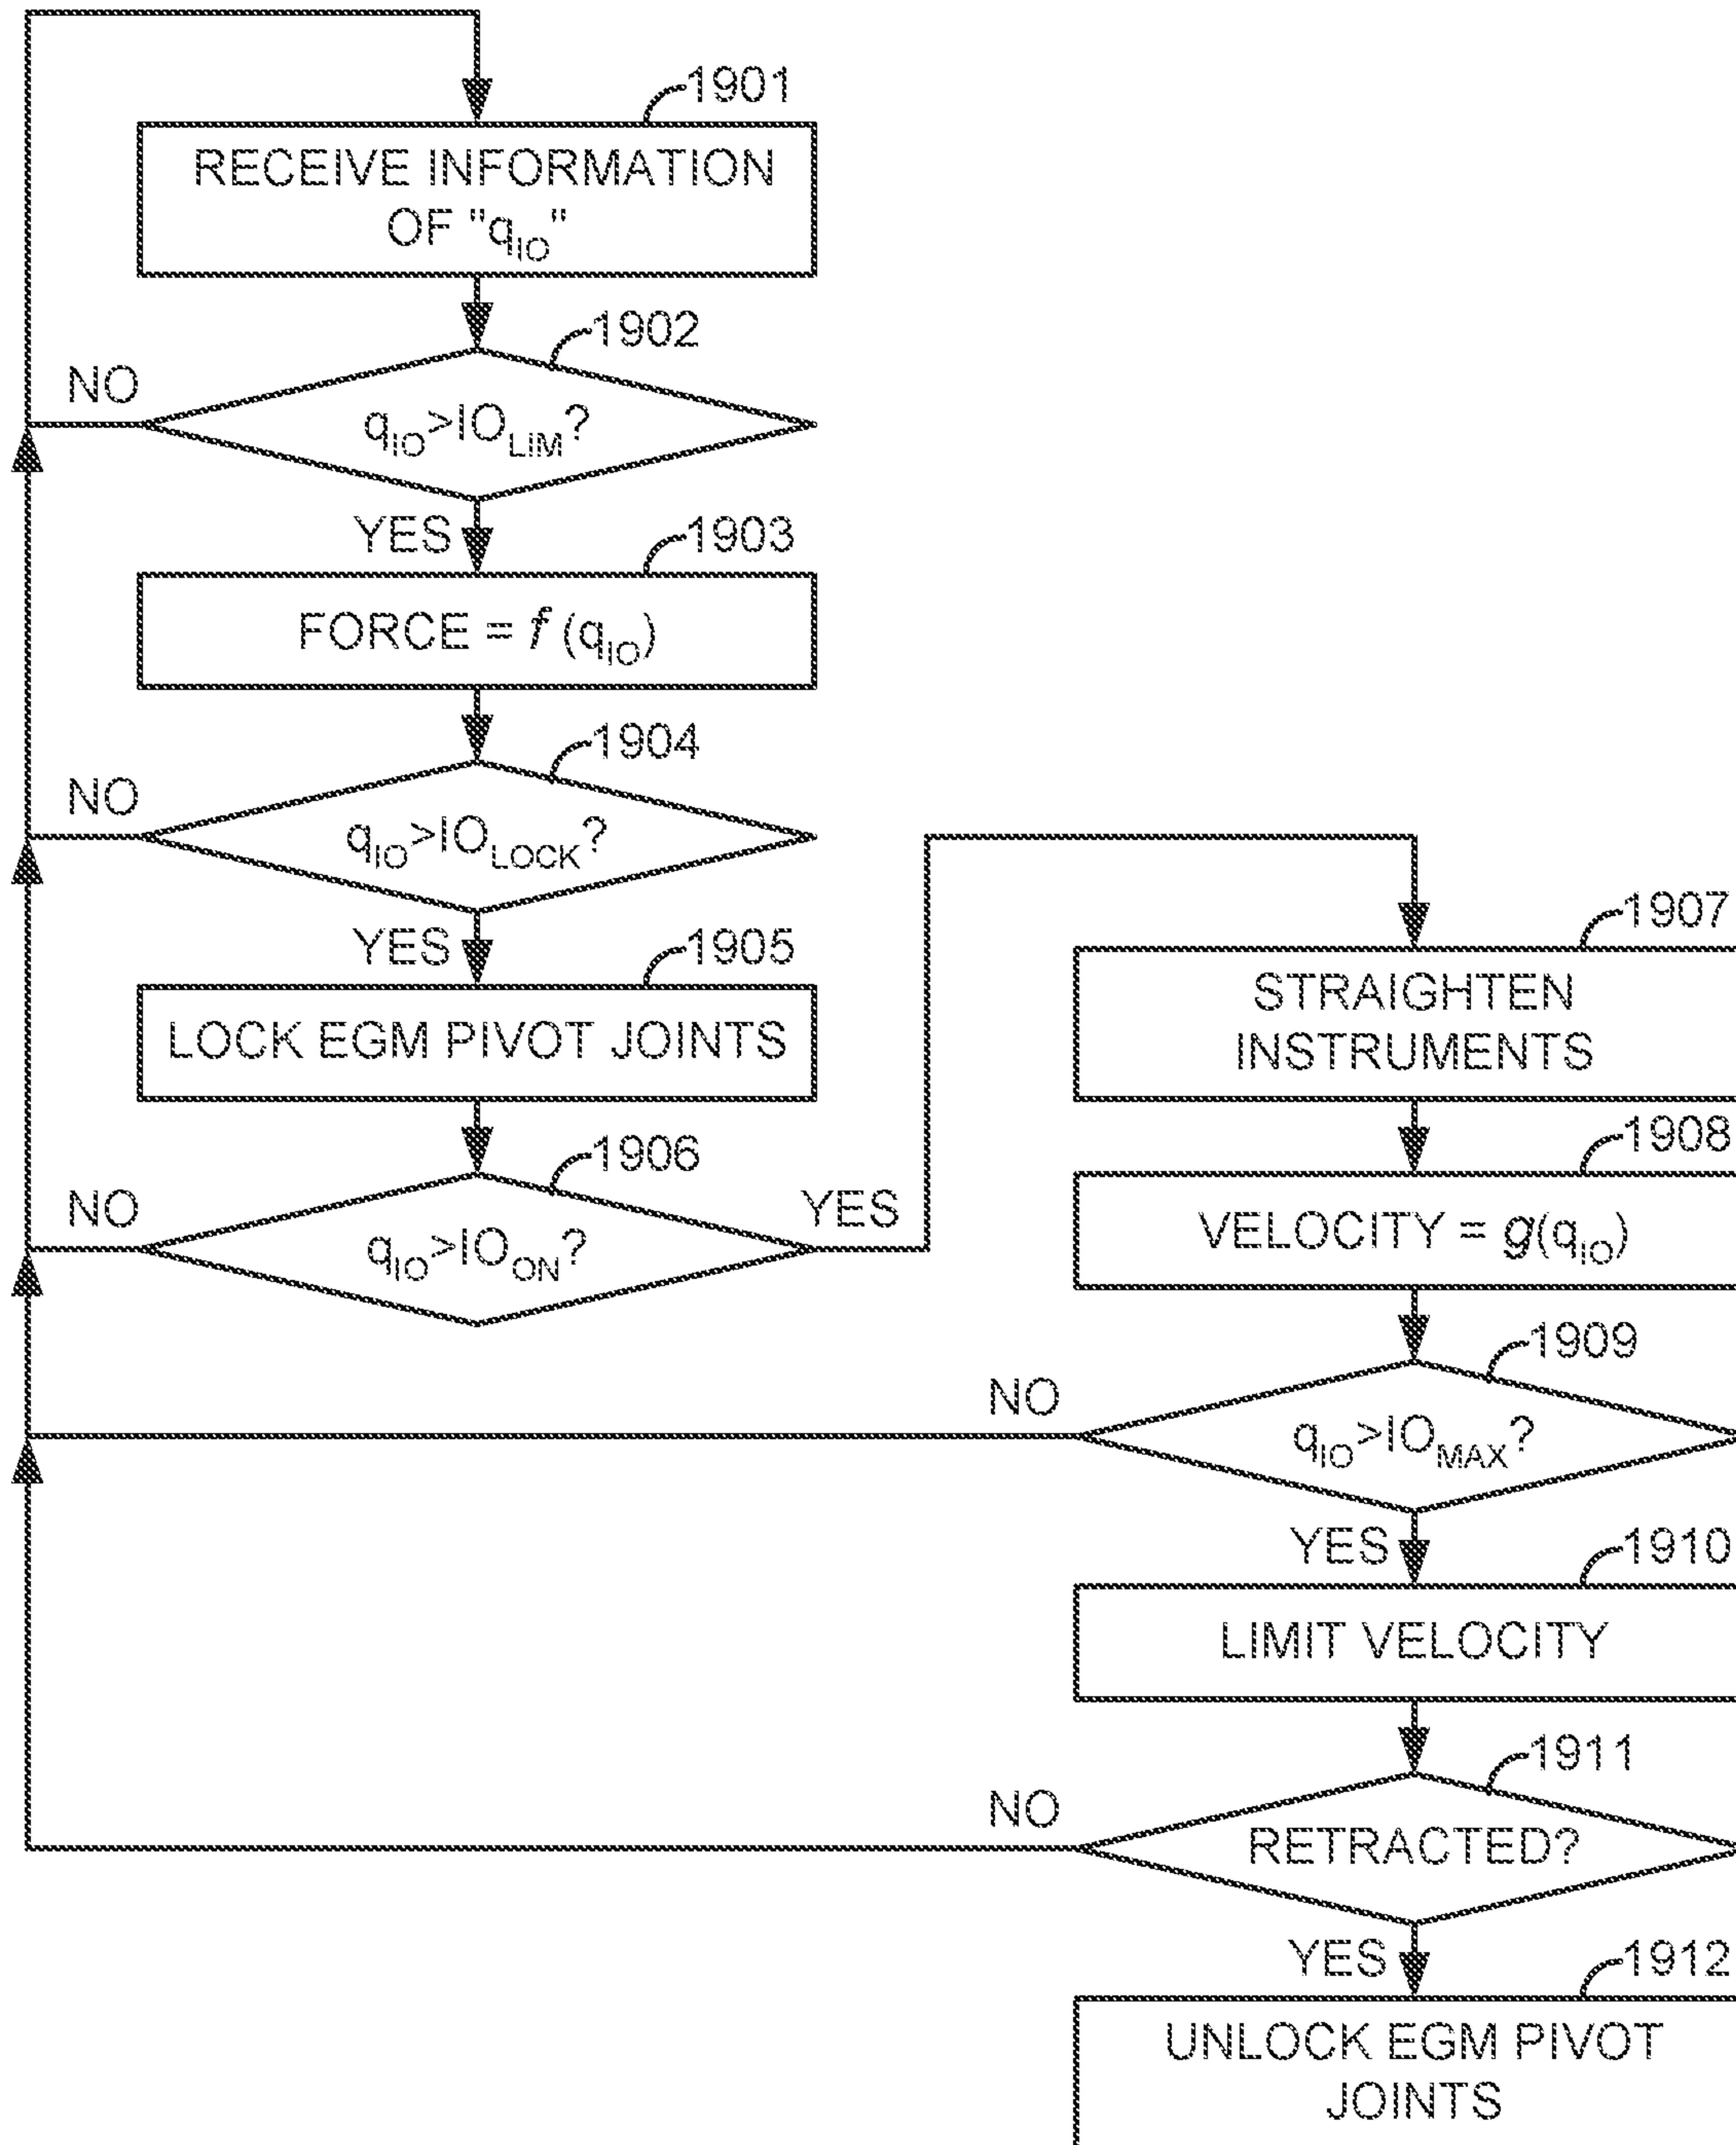 1901
RECEIVE INFORMATION
OF "qIO"
1902
NO
qIO>IOLIM?
YES
1903
FORCE = f (qIO)
1904
NO
qIO>IOLOCK?
YES
1905
LOCK EGM PIVOT JOINTS
1906
NO
qIO>IOON?
YES
1907
STRAIGHTEN
INSTRUMENTS
1908
VELOCITY = g(qIO)
1909
NO
qIO>IOMAX?
YES
1910
LIMIT VELOCITY
1911
NO
RETRACTED?
YES
1912
UNLOCK EGM PIVOT
JOINTS